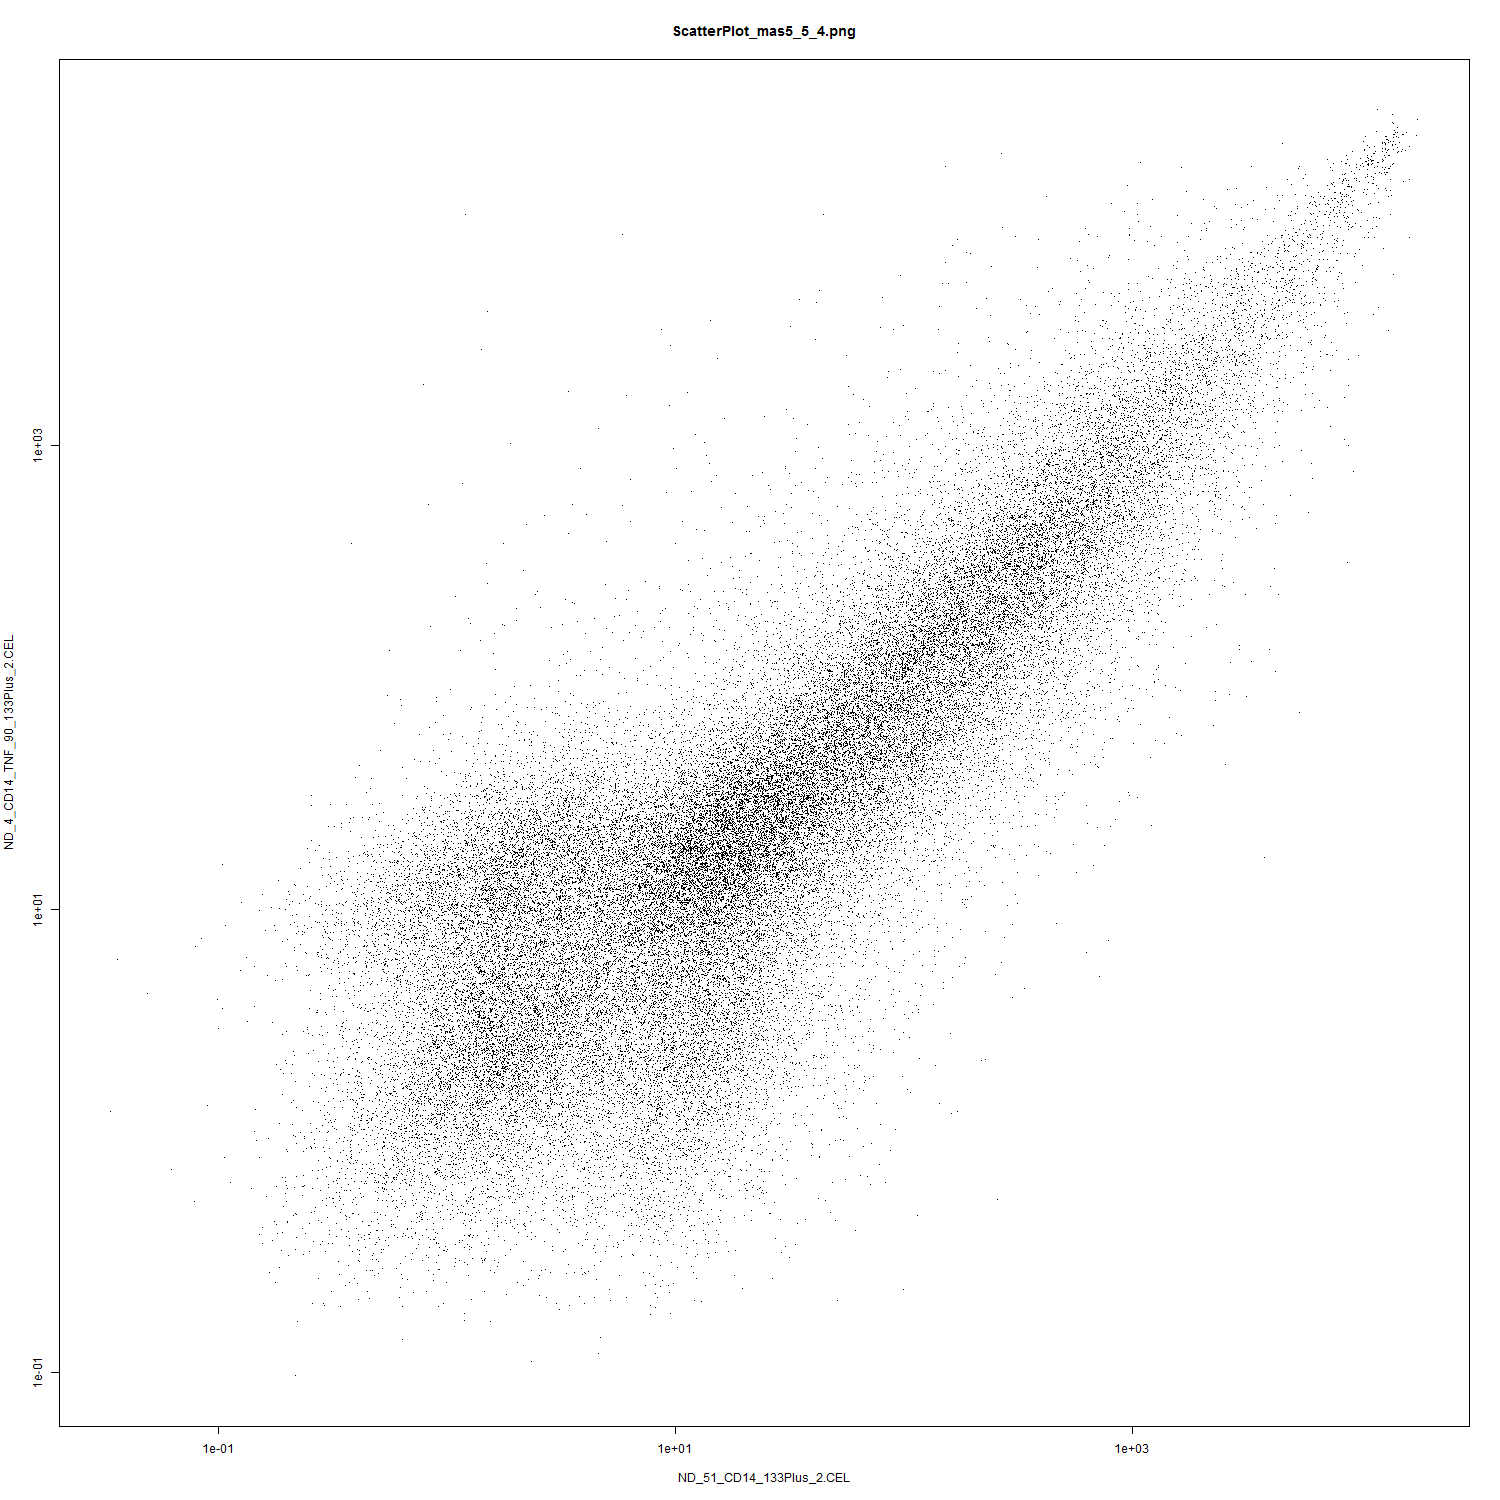 ScatterPlot_mas5_5_4.png
1e+03
1e+01
1e-01
ND_4_CD14_TNF_90_133Plus_2.CEL
1e-01
1e+01
1e+03
ND_51_CD14_133Plus_2.CEL